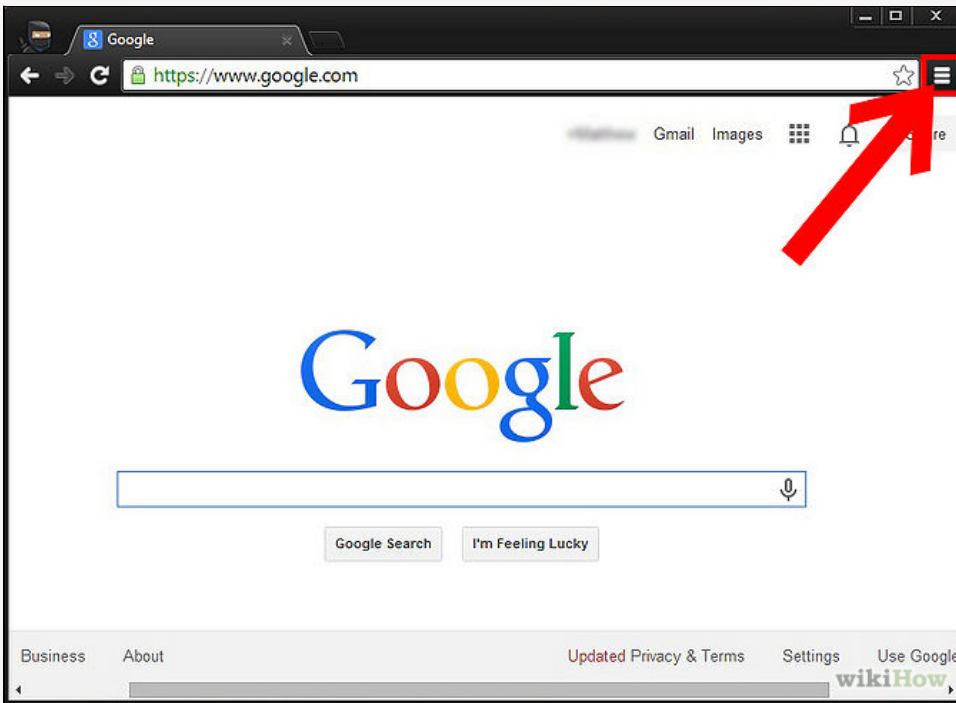 Google
https://www.google.com
Gmail Images
Google
Google Search I'm Feeling Lucky
Business About Updated Privacy & Terms Settings Use Google
wikiHow